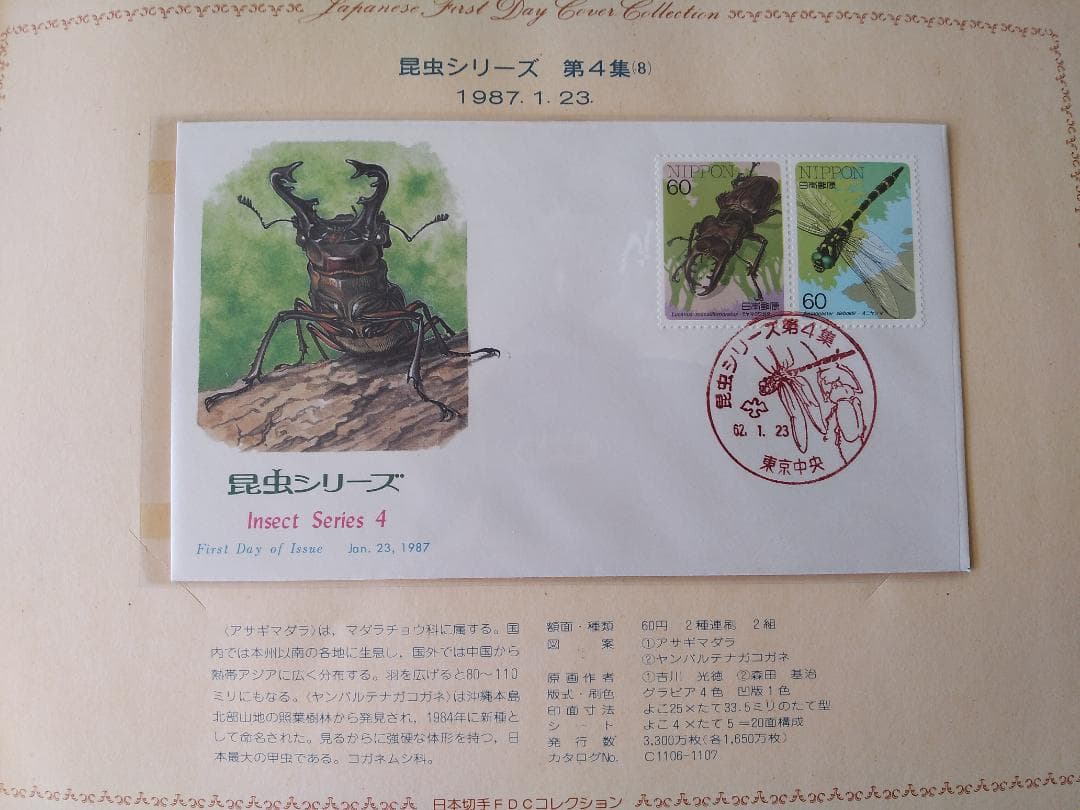 Japanese First Day Cover Collection
昆虫シリーズ 第4集(8)
1987. 1. 23.
NIPPON
60
日本郵便
Lucanus maculifemoratus・ミヤマクワガタ
NIPPON
日本郵便
60
Anotogaster sieboldii・オニヤンマ
昆虫シリーズ第4集
62. 1. 23
東京中央
昆虫シリーズ
Insect Series 4
First Day of Issue Jan. 23, 1987
〈アサギマダラ〉は、マダラチョウ科に属する。国
内では本州以南の各地に生息し、国外では中国から
熱帯アジアに広く分布する。羽を広げると80〜110
ミリにもなる。〈ヤンバルテナガコガネ〉は沖縄本島
北部山地の照葉樹林から発見され、1984年に新種と
して命名された。見るからに強硬な体形を持つ、日
本最大の甲虫である。コガネムシ科。
額面・種類 60円 2種連刷 2組
図案 ①アサギマダラ
②ヤンバルテナガコガネ
原画作者 ①吉川 光徳 ②森田 基治
版式・刷色 グラビア4色 凹版1色
印面寸法 よこ25×たて33.5ミリのたて型
シート よこ4×たて5=20面構成
発行数 3,300万枚(各1,650万枚)
カタログNo. C1106-1107
日本切手FDCコレクション